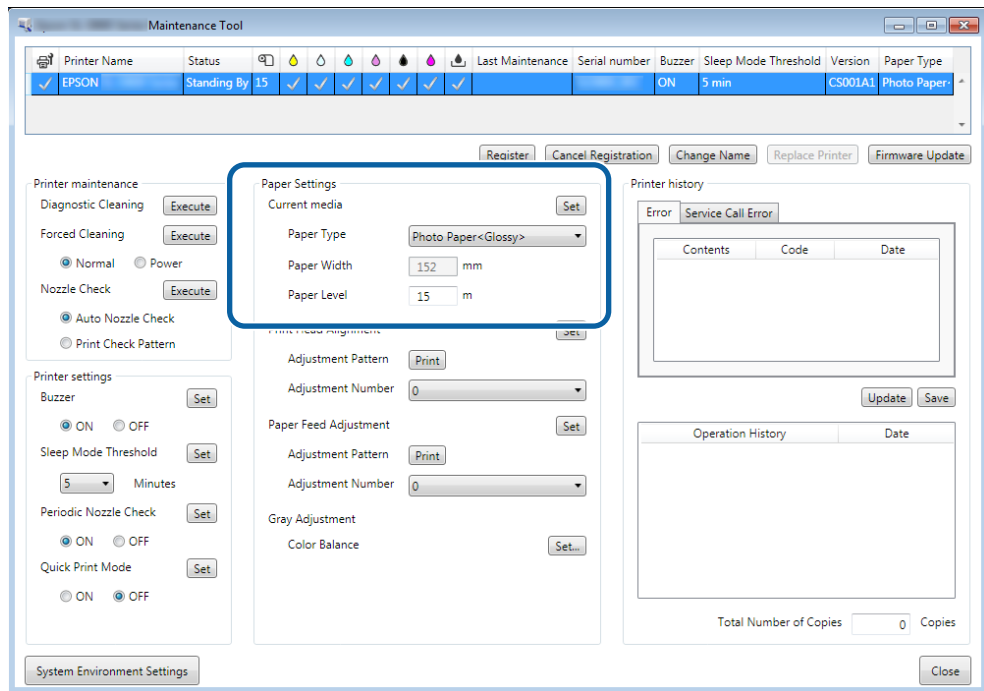 Maintenance Tool
Printer Name Status Last Maintenance Serial number Buzzer Sleep Mode Threshold Version Paper Type
EPSON Standing By 15 ON 5 min CS001A1 Photo Paper
Register Cancel Registration Change Name Replace Printer Firmware Update
Printer maintenance
Diagnostic Cleaning Execute
Forced Cleaning Execute
Normal Power
Nozzle Check Execute
Auto Nozzle Check
Print Check Pattern
Printer settings
Buzzer Set
ON OFF
Sleep Mode Threshold Set
5 Minutes
Periodic Nozzle Check Set
ON OFF
Quick Print Mode Set
ON OFF
Paper Settings
Current media Set
Paper Type Photo Paper<Glossy>
Paper Width 152 mm
Paper Level 15 m
Print Head Alignment Set
Adjustment Pattern Print
Adjustment Number 0
Paper Feed Adjustment Set
Adjustment Pattern Print
Adjustment Number 0
Gray Adjustment
Color Balance Set...
Printer history
Error Service Call Error
Contents Code Date
Update Save
Operation History Date
Total Number of Copies 0 Copies
System Environment Settings Close